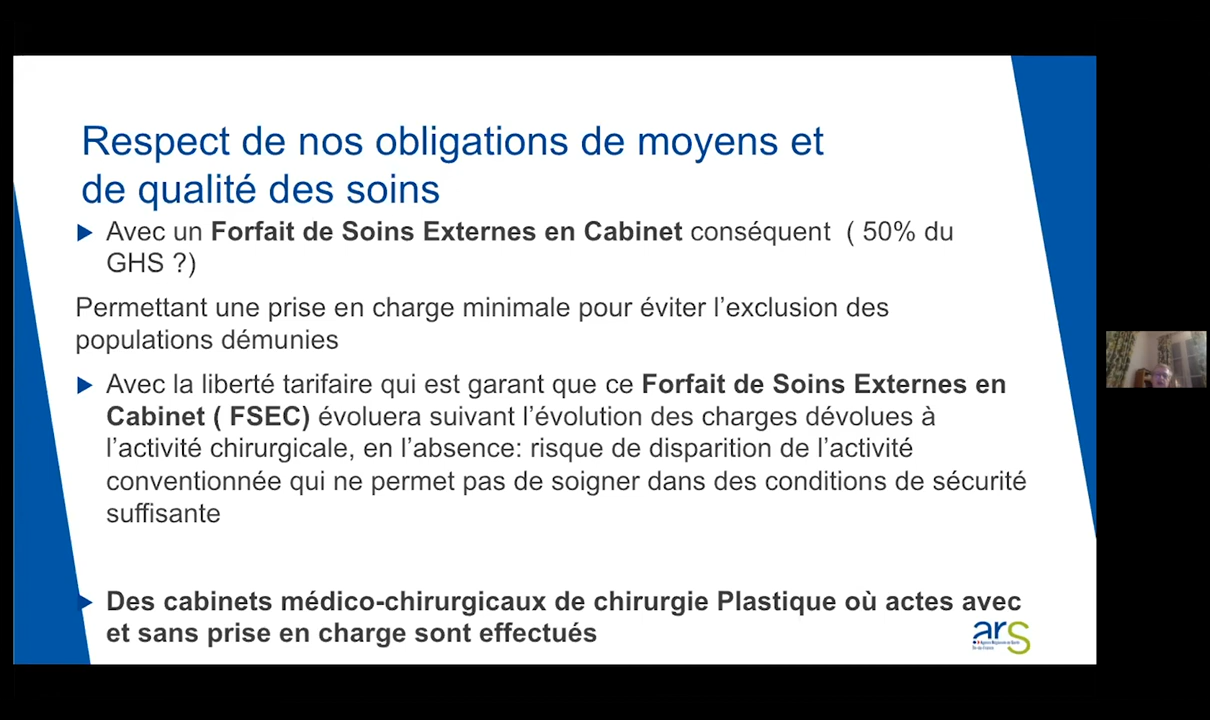 Respect de nos obligations de moyens et
de qualité des soins
Avec un Forfait de Soins Externes en Cabinet conséquent ( 50% du
GHS ?)
Permettant une prise en charge minimale pour éviter l’exclusion des
populations démunies
Avec la liberté tarifaire qui est garant que ce Forfait de Soins Externes en
Cabinet ( FSEC) évoluera suivant l’évolution des charges dévolues à
l’activité chirurgicale, en l’absence: risque de disparition de l’activité
conventionnée qui ne permet pas de soigner dans des conditions de sécurité
suffisante
Des cabinets médico-chirurgicaux de chirurgie Plastique où actes avec
et sans prise en charge sont effectués
ars